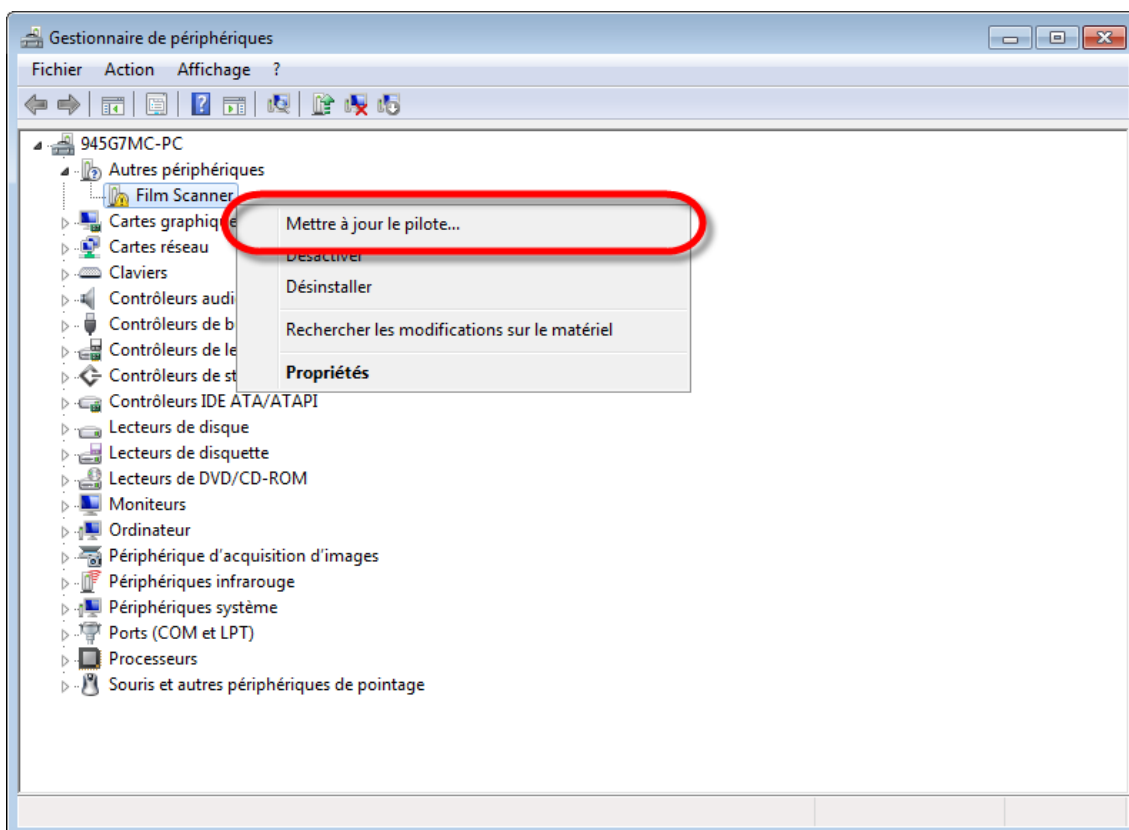 Gestionnaire de périphériques
Fichier Action Affichage ?
945G7MC-PC
Autres périphériques
Film Scanner
Mettre à jour le pilote...
Désactiver
Désinstaller
Rechercher les modifications sur le matériel
Propriétés
Cartes graphique
Cartes réseau
Claviers
Contrôleurs audi
Contrôleurs de b
Contrôleurs de le
Contrôleurs de st
Contrôleurs IDE ATA/ATAPI
Lecteurs de disque
Lecteurs de disquette
Lecteurs de DVD/CD-ROM
Moniteurs
Ordinateur
Périphérique d'acquisition d'images
Périphériques infrarouge
Périphériques système
Ports (COM et LPT)
Processeurs
Souris et autres périphériques de pointage